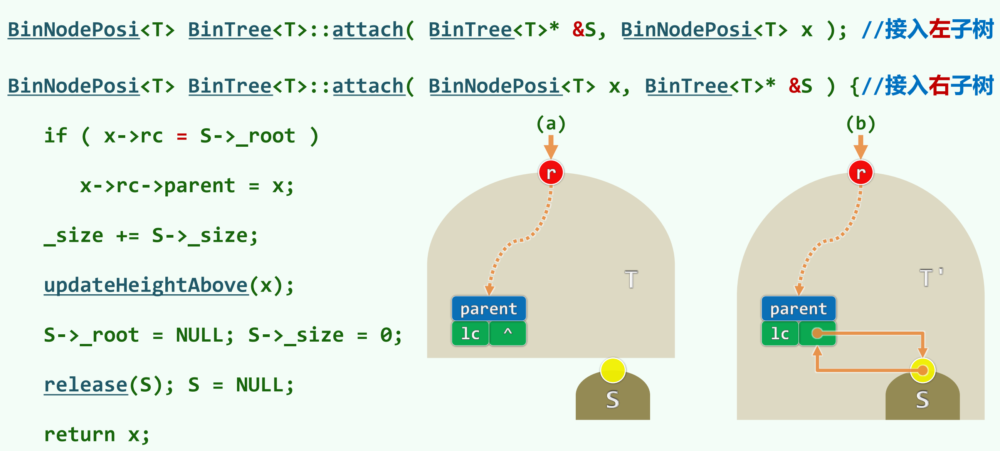 BinNodePosi<T> BinTree<T>::attach( BinTree<T>* &S, BinNodePosi<T> x ); //接入左子树
BinNodePosi<T> BinTree<T>::attach( BinNodePosi<T> x, BinTree<T>* &S ) {//接入右子树
if ( x->rc = S->_root )
x->rc->parent = x;
_size += S->_size;
updateHeightAbove(x);
S->_root = NULL; S->_size = 0;
release(S); S = NULL;
return x;
(a)
r
T
parent
lc ^
S
(b)
r
T'
parent
lc
S